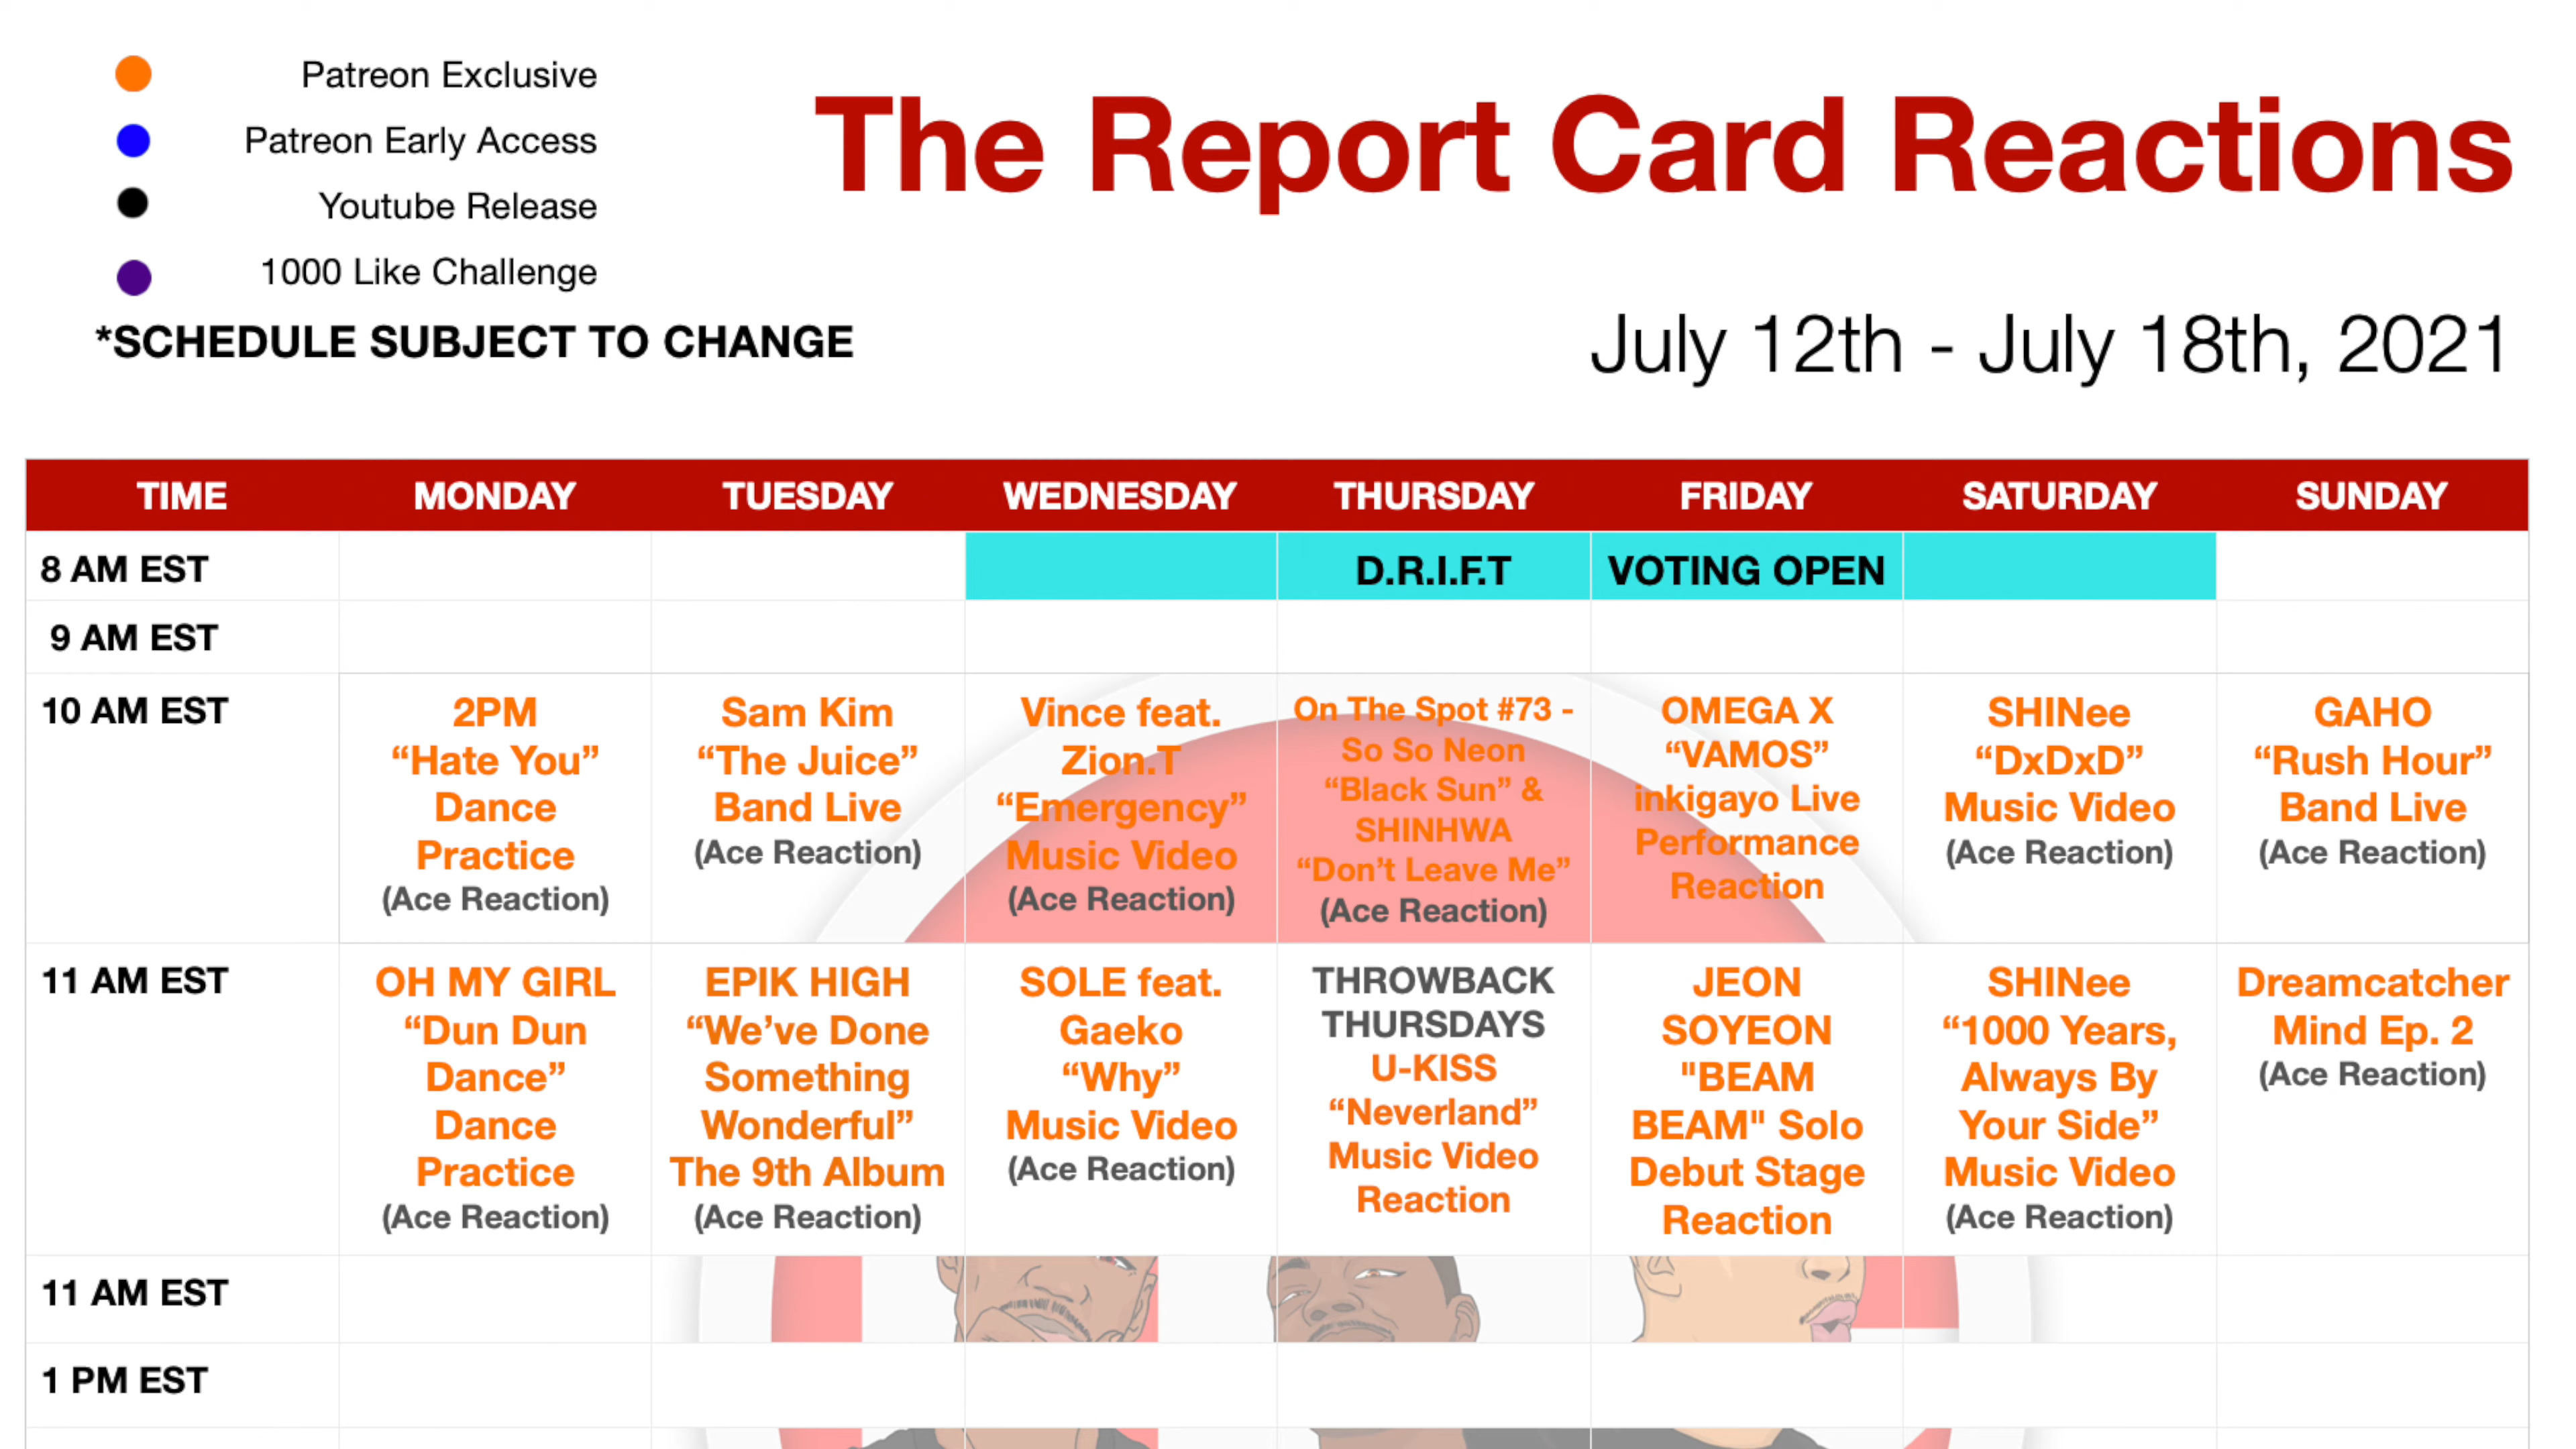 Patreon Exclusive
Patreon Early Access
Youtube Release
1000 Like Challenge
*SCHEDULE SUBJECT TO CHANGE
The Report Card Reactions
July 12th - July 18th, 2021
TIME
MONDAY
TUESDAY
WEDNESDAY
THURSDAY
FRIDAY
SATURDAY
SUNDAY
8 AM EST
D.R.I.F.T
VOTING OPEN
9 AM EST
10 AM EST
2PM
“Hate You”
Dance
Practice
(Ace Reaction)
Sam Kim
“The Juice”
Band Live
(Ace Reaction)
Vince feat.
Zion.T
“Emergency”
Music Video
(Ace Reaction)
On The Spot #73 -
So So Neon
“Black Sun” &
SHINHWA
“Don’t Leave Me”
(Ace Reaction)
OMEGA X
“VAMOS”
inkigayo Live
Performance
Reaction
SHINee
“DxDxD”
Music Video
(Ace Reaction)
GAHO
“Rush Hour”
Band Live
(Ace Reaction)
11 AM EST
OH MY GIRL
“Dun Dun
Dance”
Dance
Practice
(Ace Reaction)
EPIK HIGH
“We’ve Done
Something
Wonderful”
The 9th Album
(Ace Reaction)
SOLE feat.
Gaeko
“Why”
Music Video
(Ace Reaction)
THROWBACK
THURSDAYS
U-KISS
“Neverland”
Music Video
Reaction
JEON
SOYEON
"BEAM
BEAM" Solo
Debut Stage
Reaction
SHINee
“1000 Years,
Always By
Your Side”
Music Video
(Ace Reaction)
Dreamcatcher
Mind Ep. 2
(Ace Reaction)
11 AM EST
1 PM EST